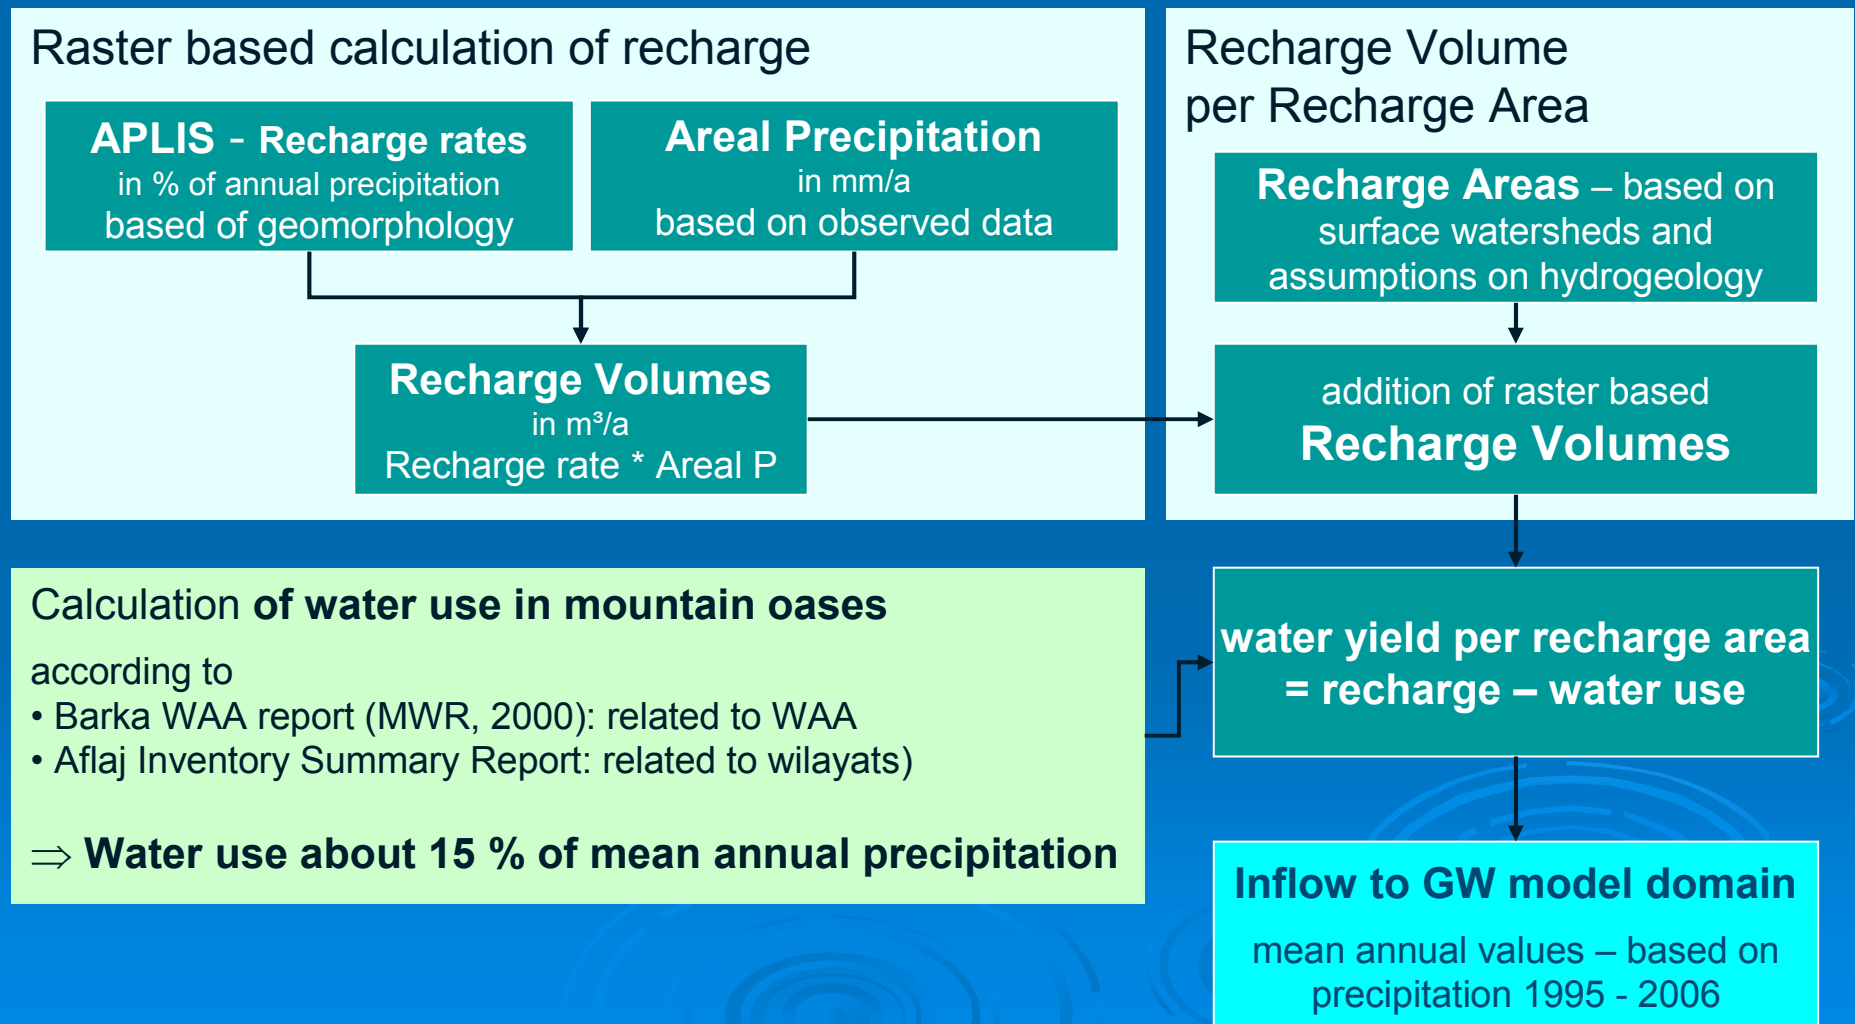 Raster based calculation of recharge
APLIS - Recharge rates
in % of annual precipitation
based of geomorphology
Areal Precipitation
in mm/a
based on observed data
Recharge Volumes
in m³/a
Recharge rate * Areal P
Recharge Volume
per Recharge Area
Recharge Areas – based on
surface watersheds and
assumptions on hydrogeology
addition of raster based
Recharge Volumes
Calculation of water use in mountain oases
according to
• Barka WAA report (MWR, 2000): related to WAA
• Aflaj Inventory Summary Report: related to wilayats)
⇒ Water use about 15 % of mean annual precipitation
water yield per recharge area
= recharge – water use
Inflow to GW model domain
mean annual values – based on
precipitation 1995 - 2006